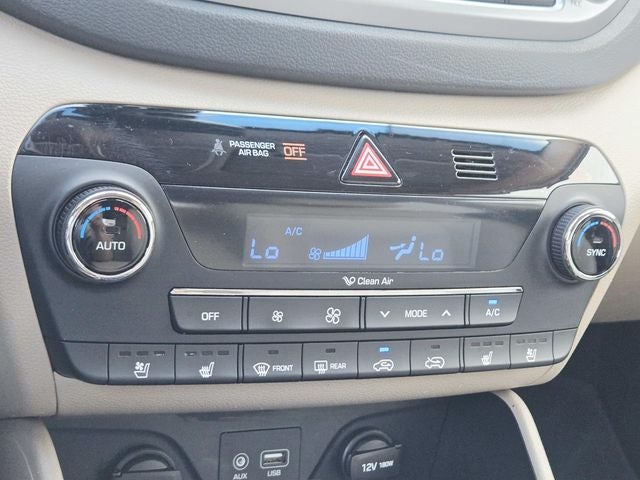 PASSENGER
AIR BAG OFF
A/C
Lo Lo
AUTO
SYNC
Clean Air
OFF MODE A/C
FRONT REAR
AUX USB
12V 180W